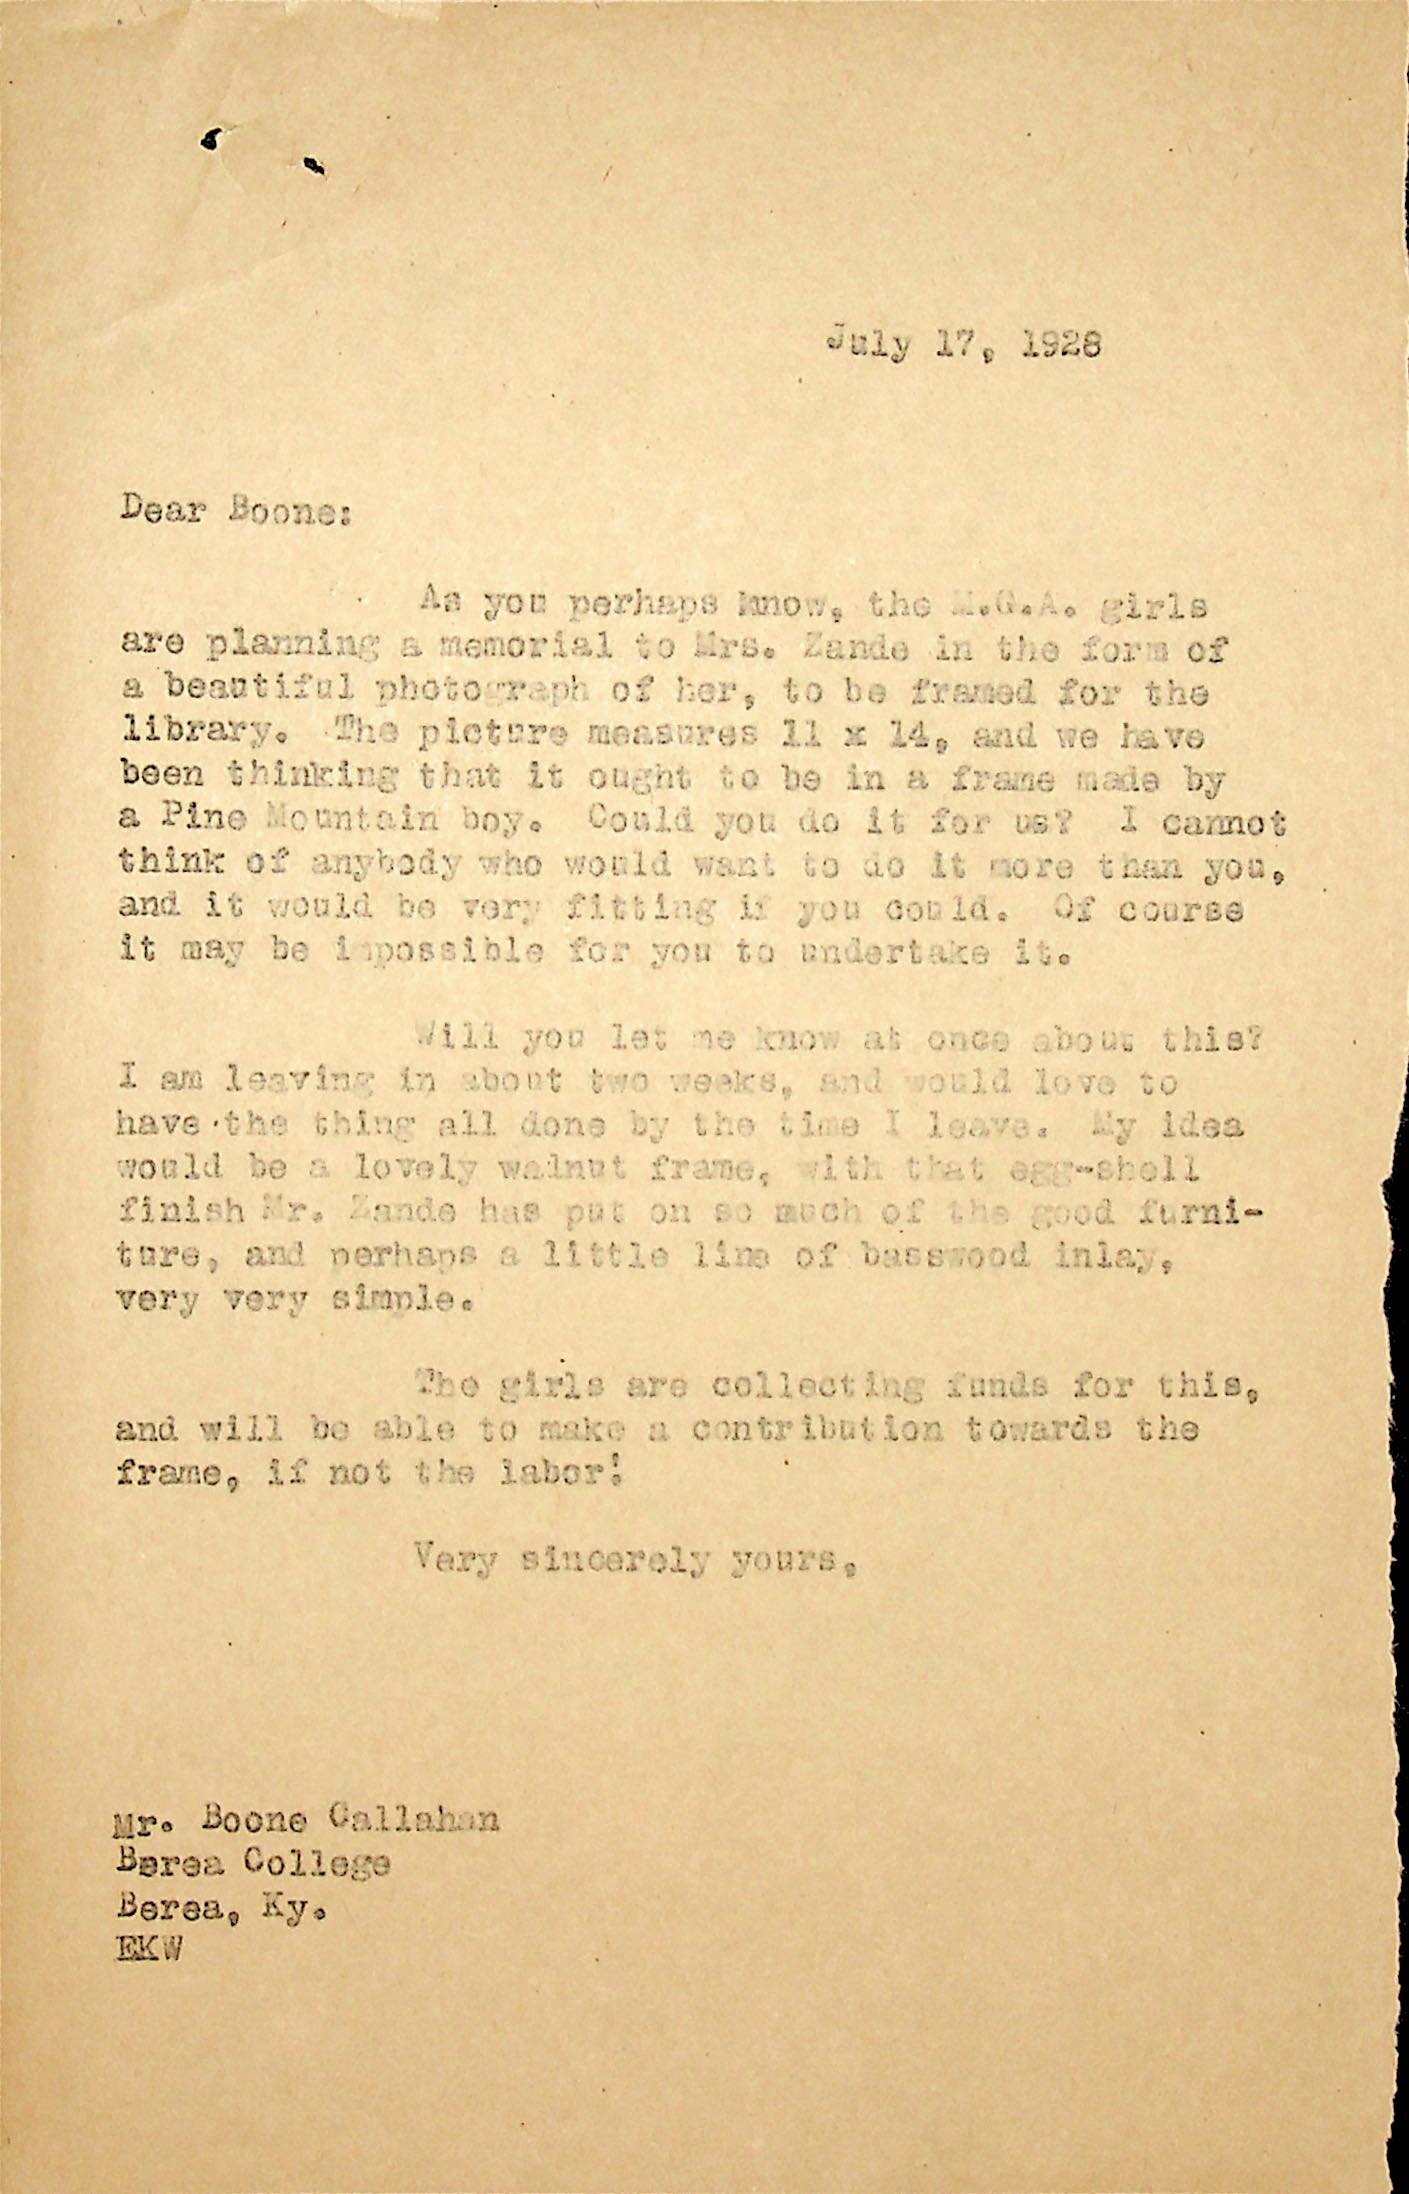 July 17, 1928
Dear Boone:
As you perhaps know, the M.G.A. girls
are planning a memorial to Mrs. Zande in the form of
a beautiful photograph of her, to be framed for the
library. The picture measures 11 x 14, and we have
been thinking that it ought to be in a frame made by
a Pine Mountain boy. Could you do it for us? I cannot
think of anybody who would want to do it more than you,
and it would be very fitting if you could. Of course
it may be impossible for you to undertake it.
Will you let me know at once about this?
I am leaving in about two weeks, and would love to
have the thing all done by the time I leave. My idea
would be a lovely walnut frame, with that egg-shell
finish Mr. Zande has put on so much of the good furni-
ture, and perhaps a little line of basswood inlay,
very very simple.
The girls are collecting funds for this,
and will be able to make a contribution towards the
frame, if not the labor!
Very sincerely yours,
Mr. Boone Callahan
Berea College
Berea, Ky.
EKW